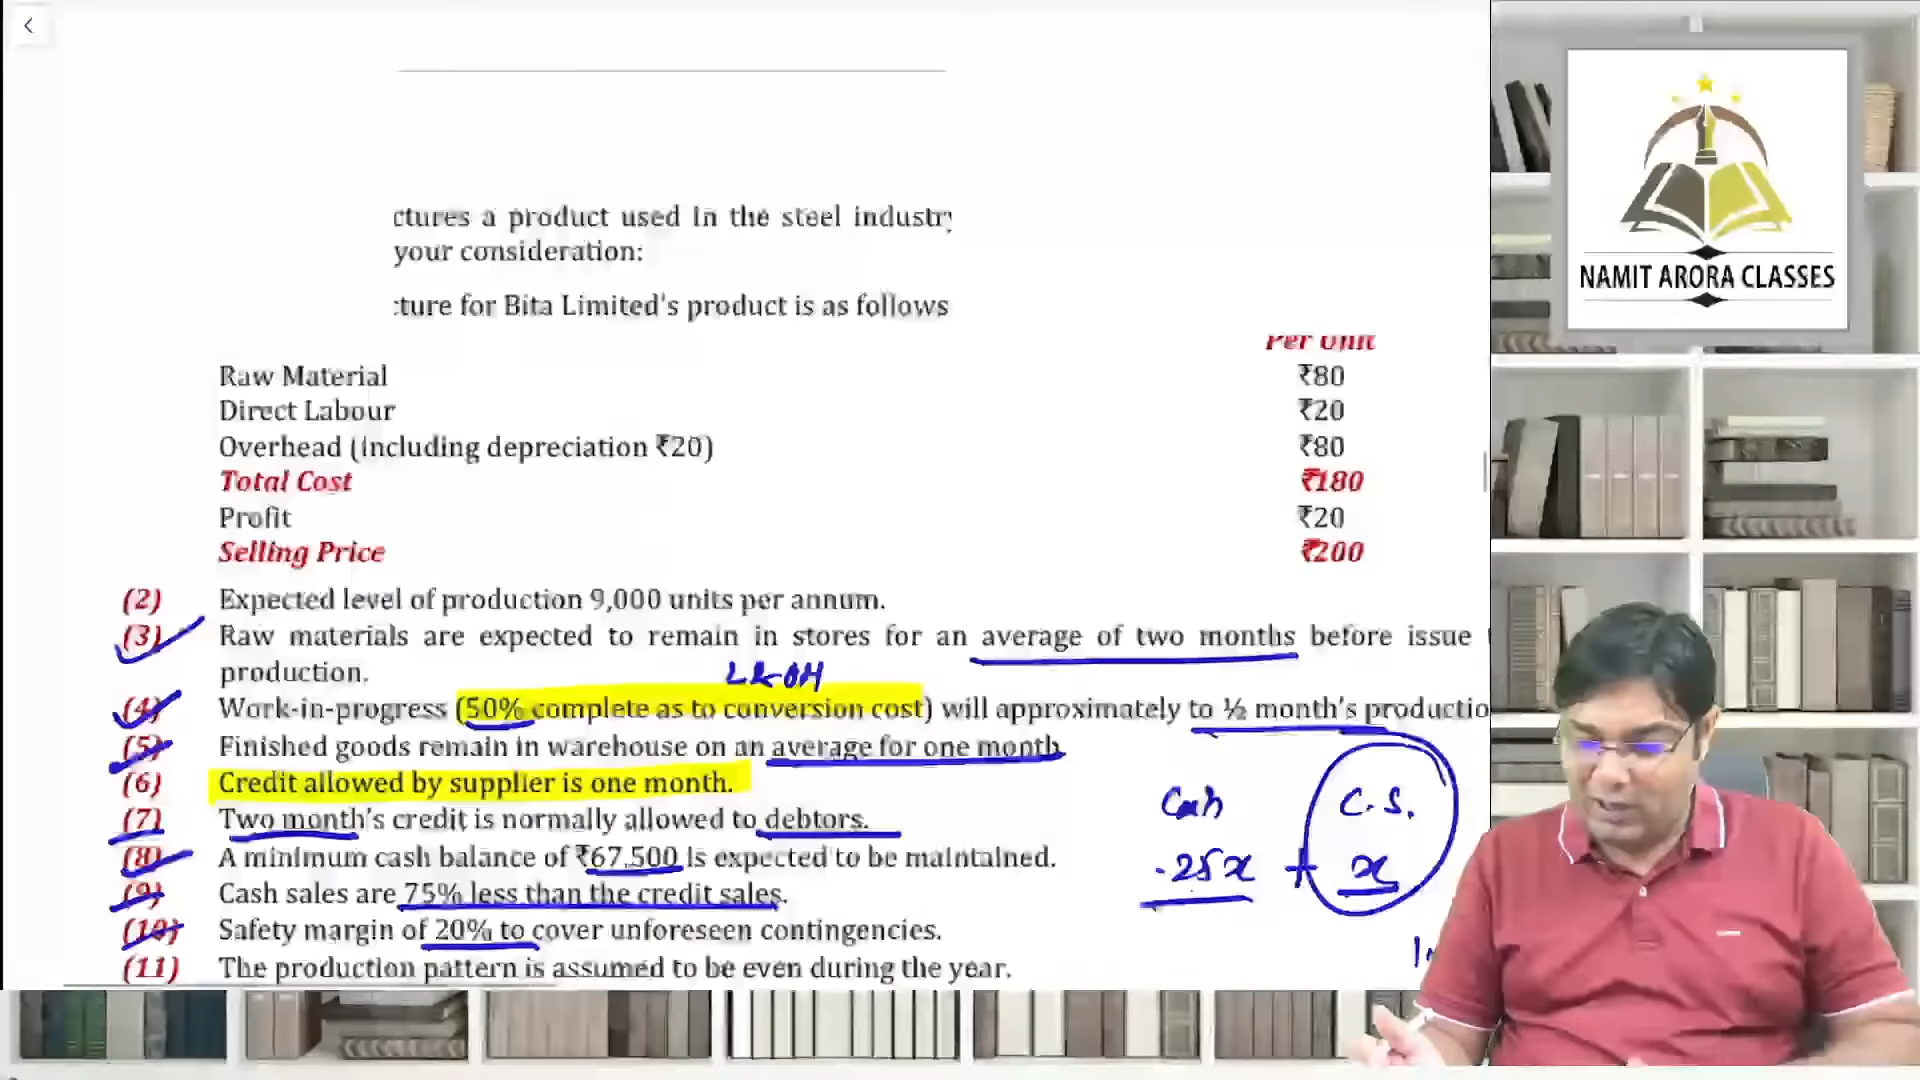 ctures a product used in the steel industry
your consideration:
cture for Bita Limited's product is as follows
Per Unit
Raw Material ₹80
Direct Labour ₹20
Overhead (including depreciation ₹20) ₹80
Total Cost ₹180
Profit ₹20
Selling Price ₹200
(2) Expected level of production 9,000 units per annum.
(3) Raw materials are expected to remain in stores for an average of two months before issue
production.
L & OH
(4) Work-in-progress (50% complete as to conversion cost) will approximately to ½ month's productio
(5) Finished goods remain in warehouse on an average for one month.
(6) Credit allowed by supplier is one month.
(7) Two month's credit is normally allowed to debtors.
(8) A minimum cash balance of ₹67,500 is expected to be maintained.
(9) Cash sales are 75% less than the credit sales.
(10) Safety margin of 20% to cover unforeseen contingencies.
(11) The production pattern is assumed to be even during the year.
Cash C.S.
.25x + x
NAMIT ARORA CLASSES